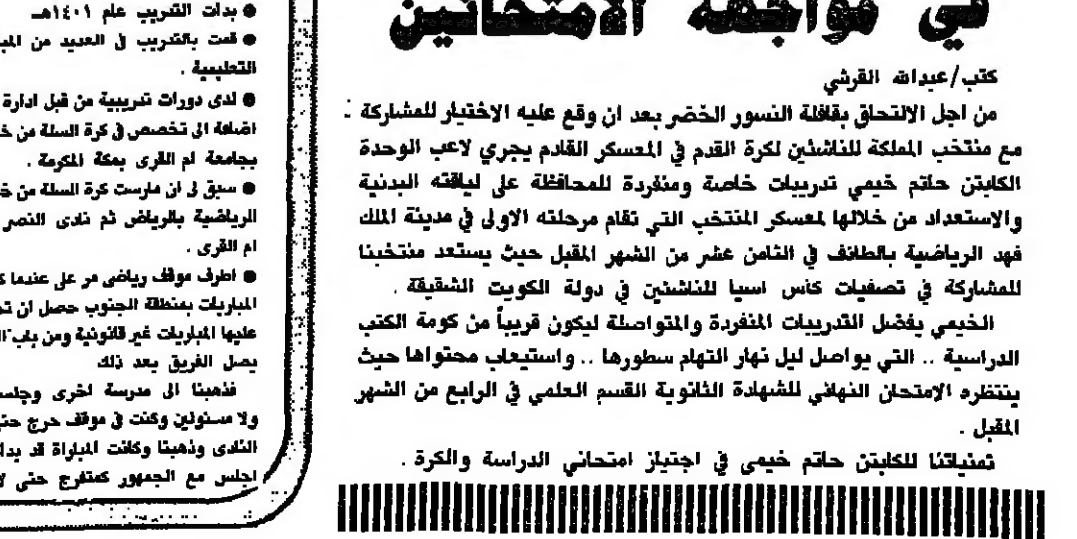 في مواجهة الامتحانين
كتب/عبدالله القرشي
من اجل الالتحاق بقافلة النسور الخضر بعد ان وقع عليه الاختيار للمشاركة
مع منتخب المملكة للناشئين لكرة القدم في المعسكر القادم يجري لاعب الوحدة
الكابتن حاتم خيمي تدريبات خاصة ومنفردة للمحافظة على لياقته البدنية
والاستعداد من خلالها لمعسكر المنتخب التي تقام مرحلته الاولى في مدينة الملك
فهد الرياضية بالطائف في الثامن عشر من الشهر المقبل حيث يستعد منتخبنا
للمشاركة في تصفيات كأس اسيا للناشئين في دولة الكويت الشقيقة .
الخيمي يفضل التدريبات المنفردة والمتواصلة ليكون قريباً من كومة الكتب
الدراسية .. التي يواصل ليل نهار التهام سطورها .. واستيعاب محتواها حيث
ينتظره الامتحان النهائي للشهادة الثانوية القسم العلمي في الرابع من الشهر
المقبل .
تمنياتنا للكابتن حاتم خيمى في اجتياز امتحاني الدراسة والكرة .
● بدات التدريب عام ١٤٠١هـ
● قمت بالتدريب في العديد من
التعليمية .
● لدى دورات تدريبية من قبل ادارة
اضافة الى تخصص في كرة السلة من
بجامعة ام القرى بمكة المكرمة .
● سبق لى ان مارست كرة السلة من
الرياضية بالرياض ثم نادى النصر
ام القرى .
● اطرف موقف رياضى مر على عندما
المباريات بمنطقة الجنوب حصل ان
عليها المباريات غير قانونية ومن باب
يصل الفريق بعد ذلك
فذهبنا الى مدرسة اخرى
ولا مسئولين وكنت في موقف حرج
النادى وذهبنا وكانت المباراة قد
اجلس مع الجمهور كمتفرج حتى